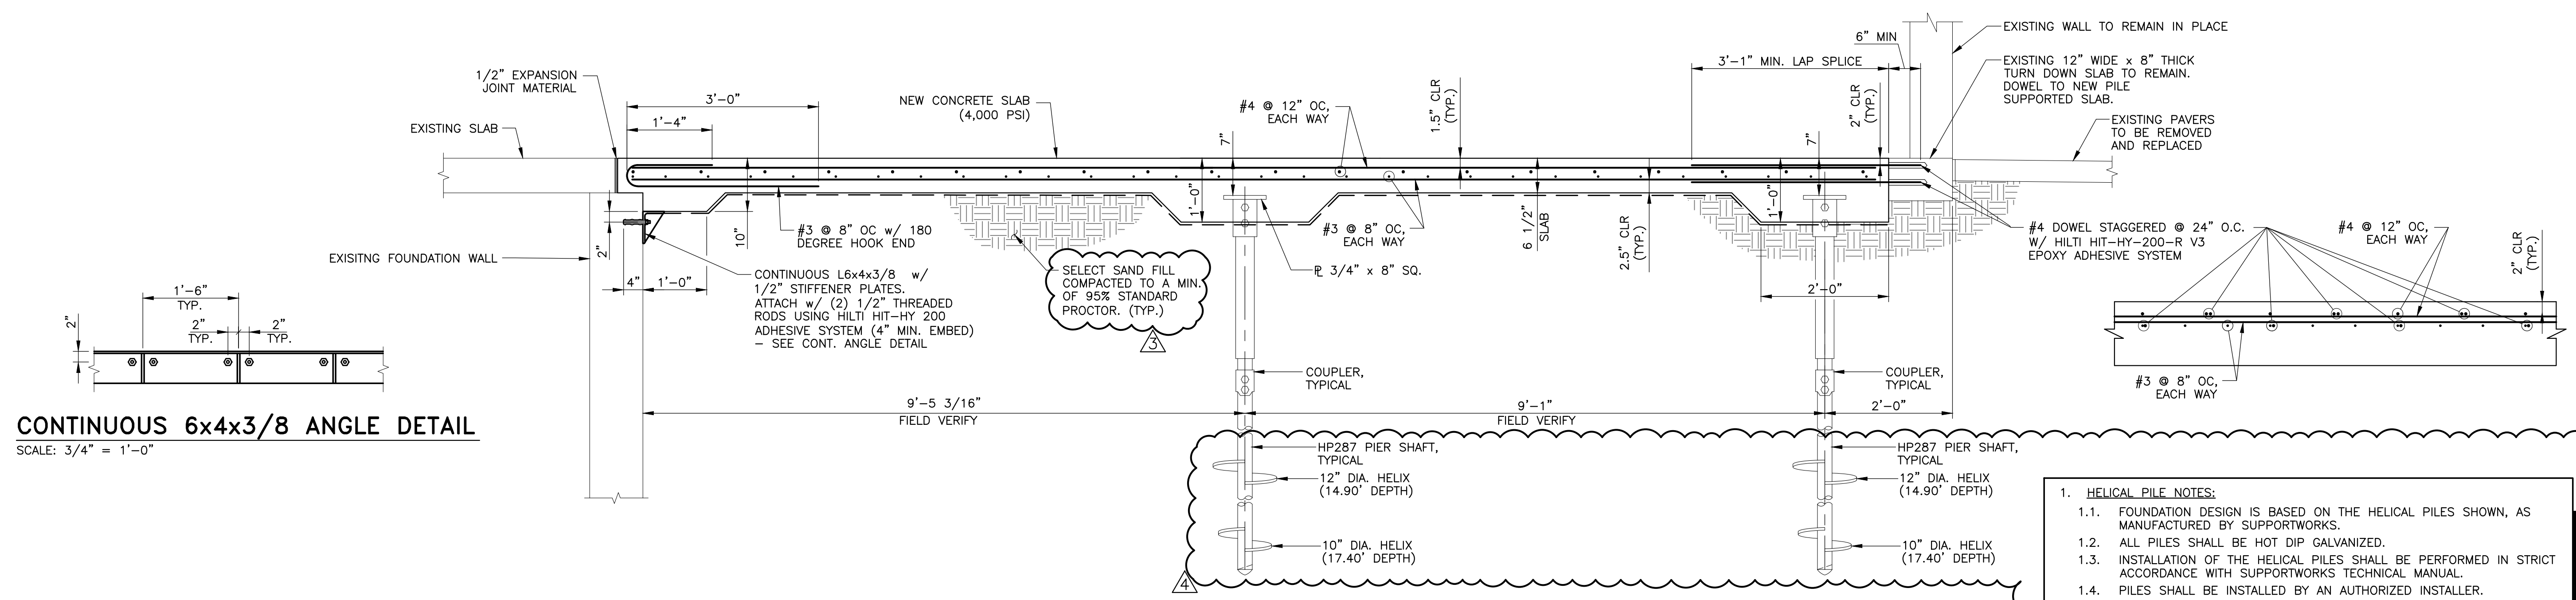 1/2" EXPANSION
JOINT MATERIAL
EXISTING SLAB
3'-0"
1'-4"
NEW CONCRETE SLAB
(4,000 PSI)
7"
#4 @ 12" OC,
EACH WAY
1.5" CLR
(TYP.)
3'-1" MIN. LAP SPLICE
6" MIN
2" CLR
(TYP.)
7"
EXISTING WALL TO REMAIN IN PLACE
EXISTING 12" WIDE x 8" THICK
TURN DOWN SLAB TO REMAIN.
DOWEL TO NEW PILE
SUPPORTED SLAB.
EXISTING PAVERS
TO BE REMOVED
AND REPLACED
EXISITNG FOUNDATION WALL
2"
4"
1'-0"
10"
#3 @ 8" OC w/ 180
DEGREE HOOK END
CONTINUOUS L6x4x3/8 w/
1/2" STIFFENER PLATES.
ATTACH w/ (2) 1/2" THREADED
RODS USING HILTI HIT-HY 200
ADHESIVE SYSTEM (4" MIN. EMBED)
- SEE CONT. ANGLE DETAIL
SELECT SAND FILL
COMPACTED TO A MIN.
OF 95% STANDARD
PROCTOR. (TYP.)
3
1'-0"
#3 @ 8" OC,
EACH WAY
℄ 3/4" x 8" SQ.
6 1/2"
SLAB
2.5" CLR
(TYP.)
1'-0"
2'-0"
#4 DOWEL STAGGERED @ 24" O.C.
W/ HILTI HIT-HY-200-R V3
EPOXY ADHESIVE SYSTEM
#4 @ 12" OC,
EACH WAY
2" CLR
(TYP.)
#3 @ 8" OC,
EACH WAY
1'-6"
TYP.
2"
2"
TYP.
2"
TYP.
CONTINUOUS 6x4x3/8 ANGLE DETAIL
SCALE: 3/4" = 1'-0"
COUPLER,
TYPICAL
COUPLER,
TYPICAL
9'-5 3/16"
FIELD VERIFY
9'-1"
FIELD VERIFY
2'-0"
HP287 PIER SHAFT,
TYPICAL
12" DIA. HELIX
(14.90' DEPTH)
10" DIA. HELIX
(17.40' DEPTH)
4
HP287 PIER SHAFT,
TYPICAL
12" DIA. HELIX
(14.90' DEPTH)
10" DIA. HELIX
(17.40' DEPTH)
1. HELICAL PILE NOTES:
1.1. FOUNDATION DESIGN IS BASED ON THE HELICAL PILES SHOWN, AS
MANUFACTURED BY SUPPORTWORKS.
1.2. ALL PILES SHALL BE HOT DIP GALVANIZED.
1.3. INSTALLATION OF THE HELICAL PILES SHALL BE PERFORMED IN STRICT
ACCORDANCE WITH SUPPORTWORKS TECHNICAL MANUAL.
1.4. PILES SHALL BE INSTALLED BY AN AUTHORIZED INSTALLER.